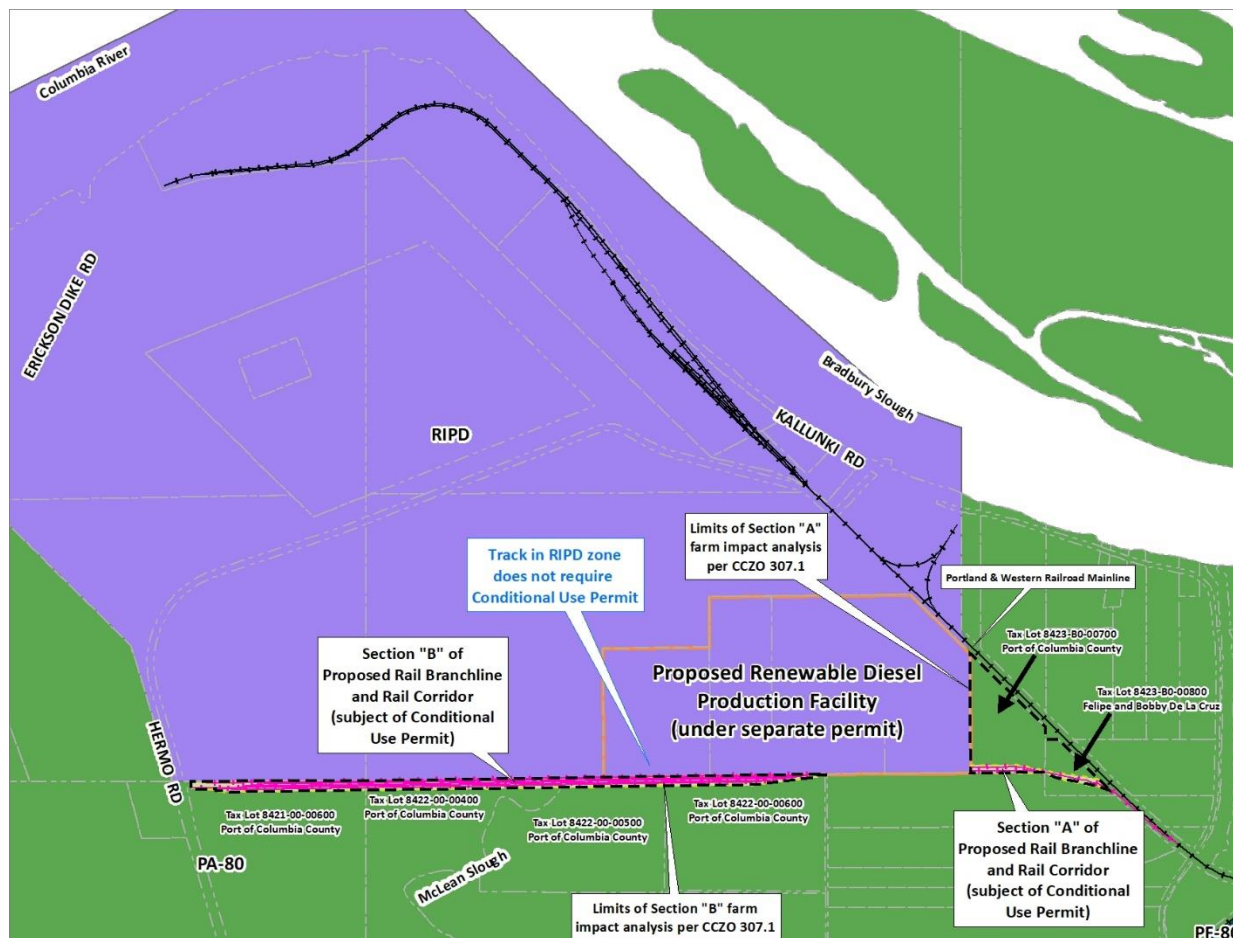 Columbia River
ERICKSON DIKE RD
RIPD
Bradbury Slough
KALLUNKI RD
Limits of Section "A"
farm impact analysis
per CCZO 307.1
Track in RIPD zone
does not require
Conditional Use Permit
Portland & Western Railroad Mainline
Tax Lot 8423-B0-00700
Port of Columbia County
Section "B" of
Proposed Rail Branchline
and Rail Corridor
(subject of Conditional
Use Permit)
Proposed Renewable Diesel
Production Facility
(under separate permit)
Tax Lot 8423-B0-00800
Felipe and Bobby De La Cruz
HERMO RD
Tax Lot 8421-00-00600
Port of Columbia County
Tax Lot 8422-00-00400
Port of Columbia County
Tax Lot 8422-00-00500
Port of Columbia County
Tax Lot 8422-00-00600
Port of Columbia County
Section "A" of
Proposed Rail Branchline
and Rail Corridor
(subject of Conditional
Use Permit)
PA-80
McLean Slough
Limits of Section "B" farm
impact analysis per CCZO 307.1